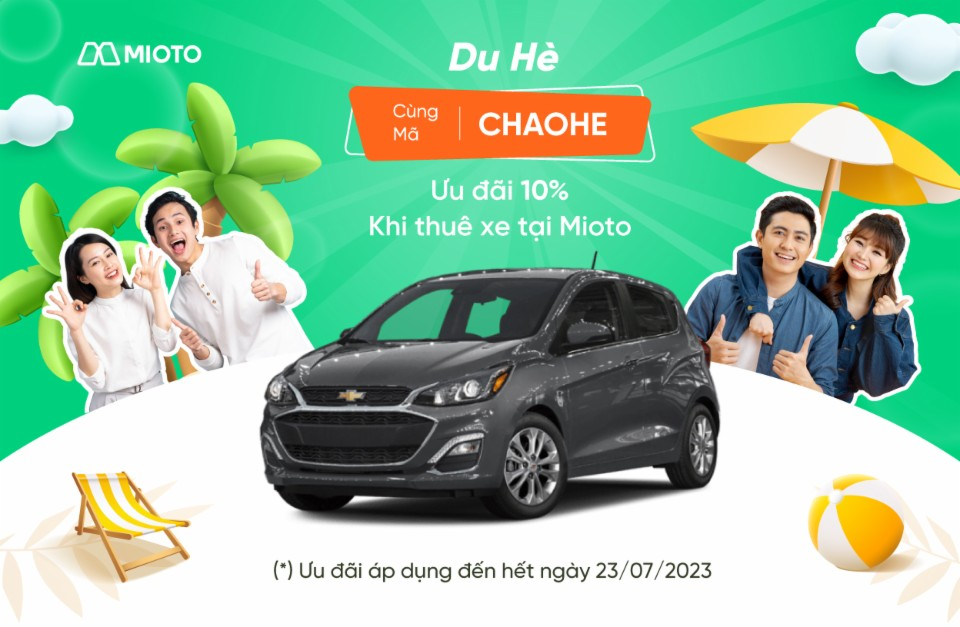 MIOTO
Du Hè
Cùng
Mã
CHAOHE
Ưu đãi 10%
Khi thuê xe tại Mioto
(*) Ưu đãi áp dụng đến hết ngày 23/07/2023